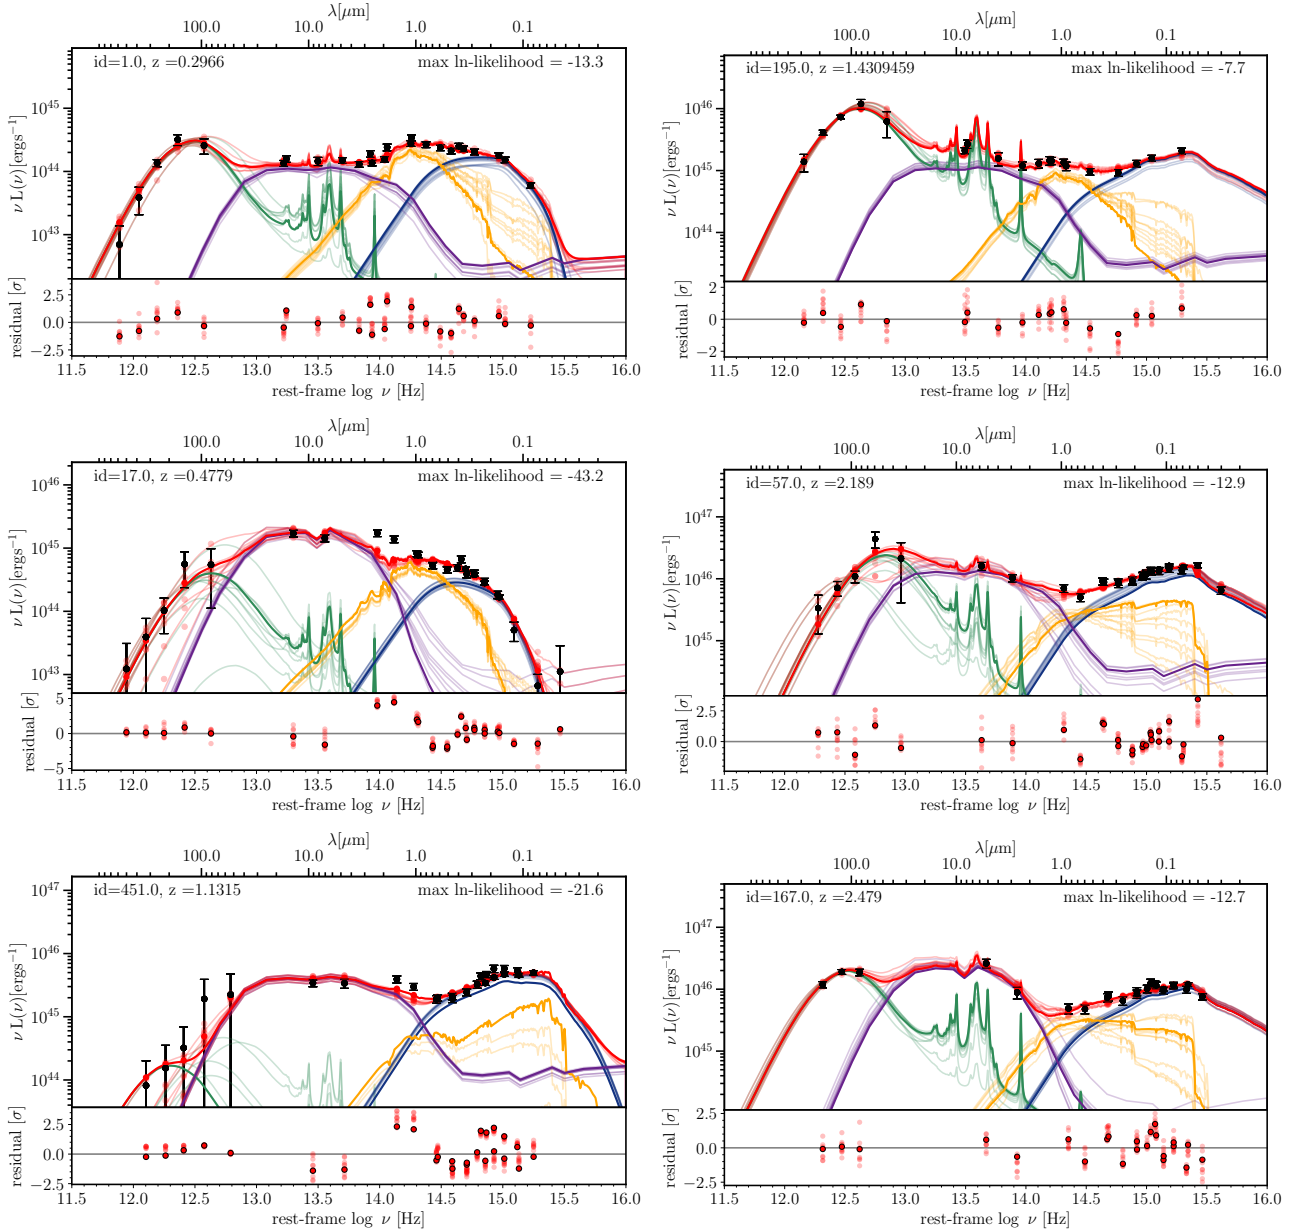 λ[μm]
100.0 10.0 1.0 0.1
id=1.0, z =0.2966 max ln-likelihood = -13.3
10^45
10^44
10^43
ν L(ν)[ergs^−1]
2.5
0.0
−2.5
residual [σ]
11.5 12.0 12.5 13.0 13.5 14.0 14.5 15.0 15.5 16.0
rest-frame log ν [Hz]
λ[μm]
100.0 10.0 1.0 0.1
id=195.0, z =1.4309459 max ln-likelihood = -7.7
10^46
10^45
10^44
ν L(ν)[ergs^−1]
2
0
−2
residual [σ]
11.5 12.0 12.5 13.0 13.5 14.0 14.5 15.0 15.5 16.0
rest-frame log ν [Hz]
λ[μm]
100.0 10.0 1.0 0.1
id=17.0, z =0.4779 max ln-likelihood = -43.2
10^46
10^45
10^44
10^43
ν L(ν)[ergs^−1]
5
0
−5
residual [σ]
11.5 12.0 12.5 13.0 13.5 14.0 14.5 15.0 15.5 16.0
rest-frame log ν [Hz]
λ[μm]
100.0 10.0 1.0 0.1
id=57.0, z =2.189 max ln-likelihood = -12.9
10^47
10^46
10^45
ν L(ν)[ergs^−1]
2.5
0.0
residual [σ]
11.5 12.0 12.5 13.0 13.5 14.0 14.5 15.0 15.5 16.0
rest-frame log ν [Hz]
λ[μm]
100.0 10.0 1.0 0.1
id=451.0, z =1.1315 max ln-likelihood = -21.6
10^47
10^46
10^45
10^44
ν L(ν)[ergs^−1]
2.5
0.0
−2.5
residual [σ]
11.5 12.0 12.5 13.0 13.5 14.0 14.5 15.0 15.5 16.0
rest-frame log ν [Hz]
λ[μm]
100.0 10.0 1.0 0.1
id=167.0, z =2.479 max ln-likelihood = -12.7
10^47
10^46
10^45
ν L(ν)[ergs^−1]
2.5
0.0
−2.5
residual [σ]
11.5 12.0 12.5 13.0 13.5 14.0 14.5 15.0 15.5 16.0
rest-frame log ν [Hz]